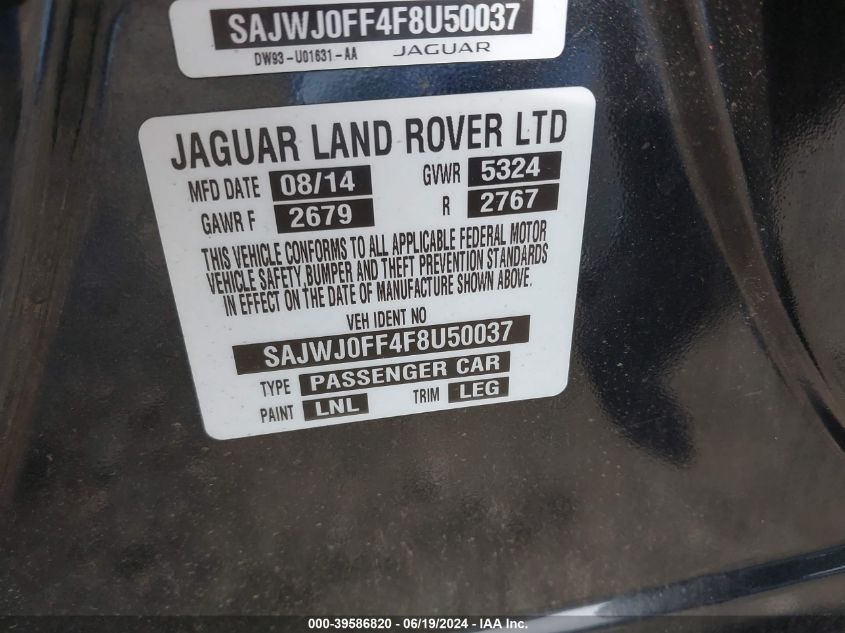 SAJWJ0FF4F8U50037
DW93-U01631-AA JAGUAR
JAGUAR LAND ROVER LTD
MFD DATE 08/14 GVWR 5324
GAWR F 2679 R 2767
THIS VEHICLE CONFORMS TO ALL APPLICABLE FEDERAL MOTOR
VEHICLE SAFETY,BUMPER AND THEFT PREVENTION STANDARDS
IN EFFECT ON THE DATE OF MANUFACTURE SHOWN ABOVE.
VEH IDENT NO
SAJWJ0FF4F8U50037
TYPE PASSENGER CAR
PAINT LNL TRIM LEG
000-39586820 - 06/19/2024 - IAA Inc.